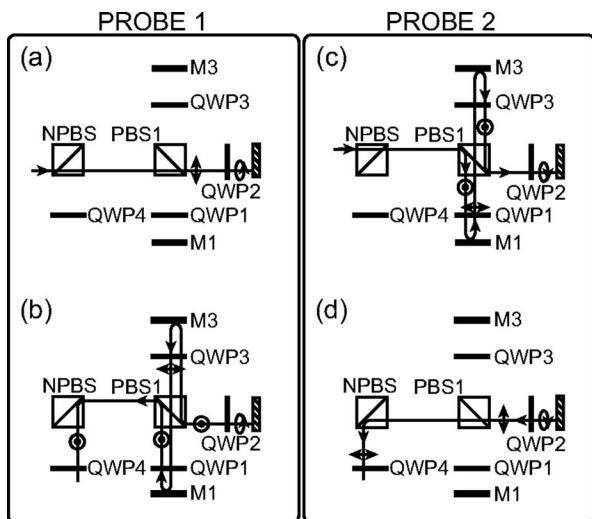 PROBE 1
PROBE 2
(a)
M3
QWP3
NPBS PBS1
QWP2
QWP4 QWP1
M1
(b)
M3
QWP3
NPBS PBS1
QWP2
QWP4 QWP1
M1
(c)
M3
QWP3
NPBS PBS1
QWP2
QWP4 QWP1
M1
(d)
M3
QWP3
NPBS PBS1
QWP2
QWP4 QWP1
M1